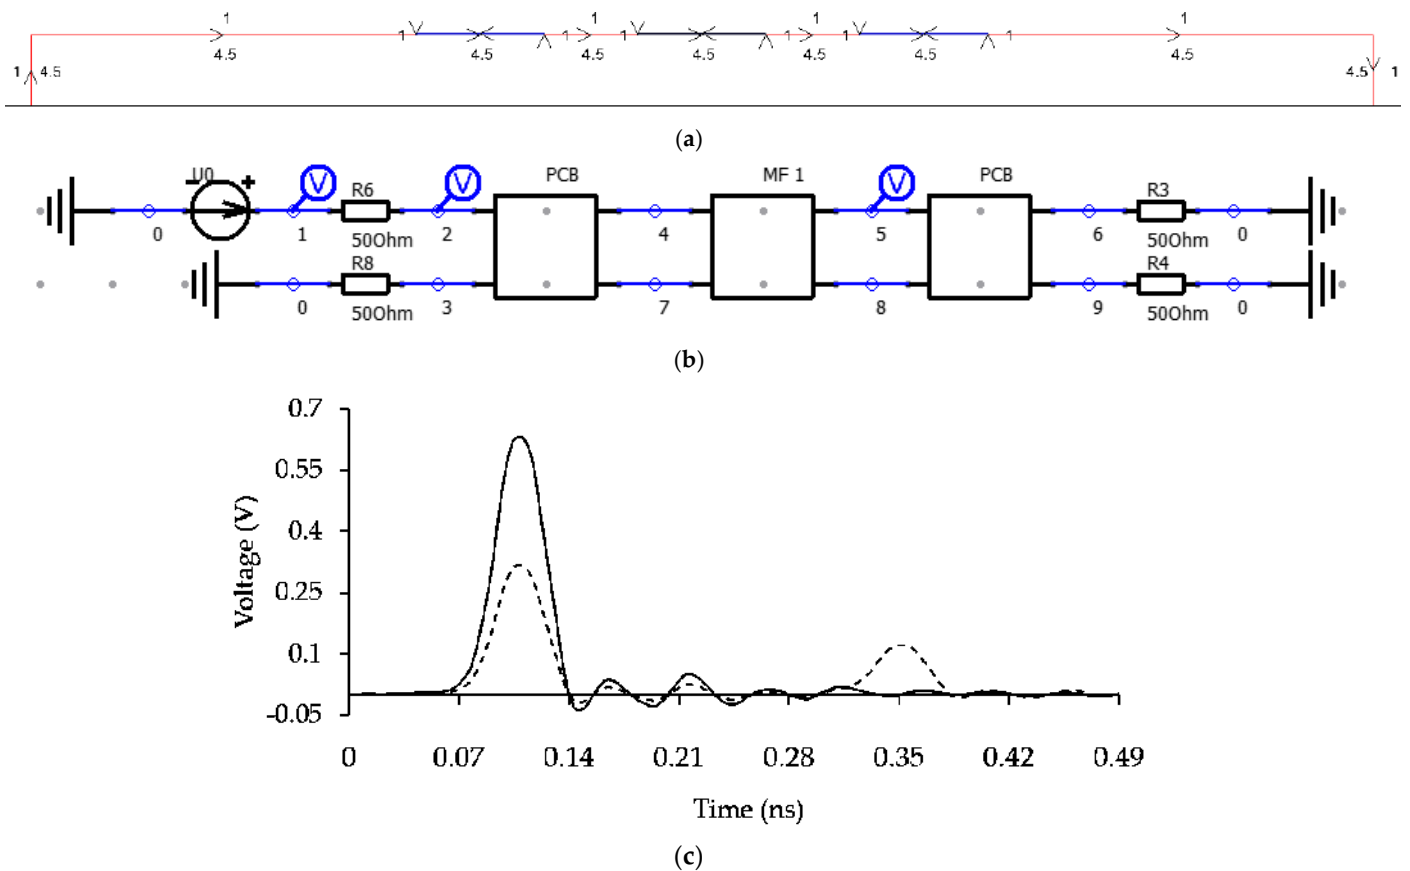 1 1 1 1
1 1 1 1 1 1
4.5 4.5 4.5 4.5 4.5 4.5
1 4.5 4.5 1
(a)
U0 PCB MF 1 PCB
- + V R6 V V R3
0 1 50Ohm 2 4 5 6 50Ohm 0
R8 R4
0 50Ohm 3 7 8 9 50Ohm 0
(b)
0.7
0.55
0.4
0.25
0.1
-0.05
Voltage (V)
0 0.07 0.14 0.21 0.28 0.35 0.42 0.49
Time (ns)
(c)